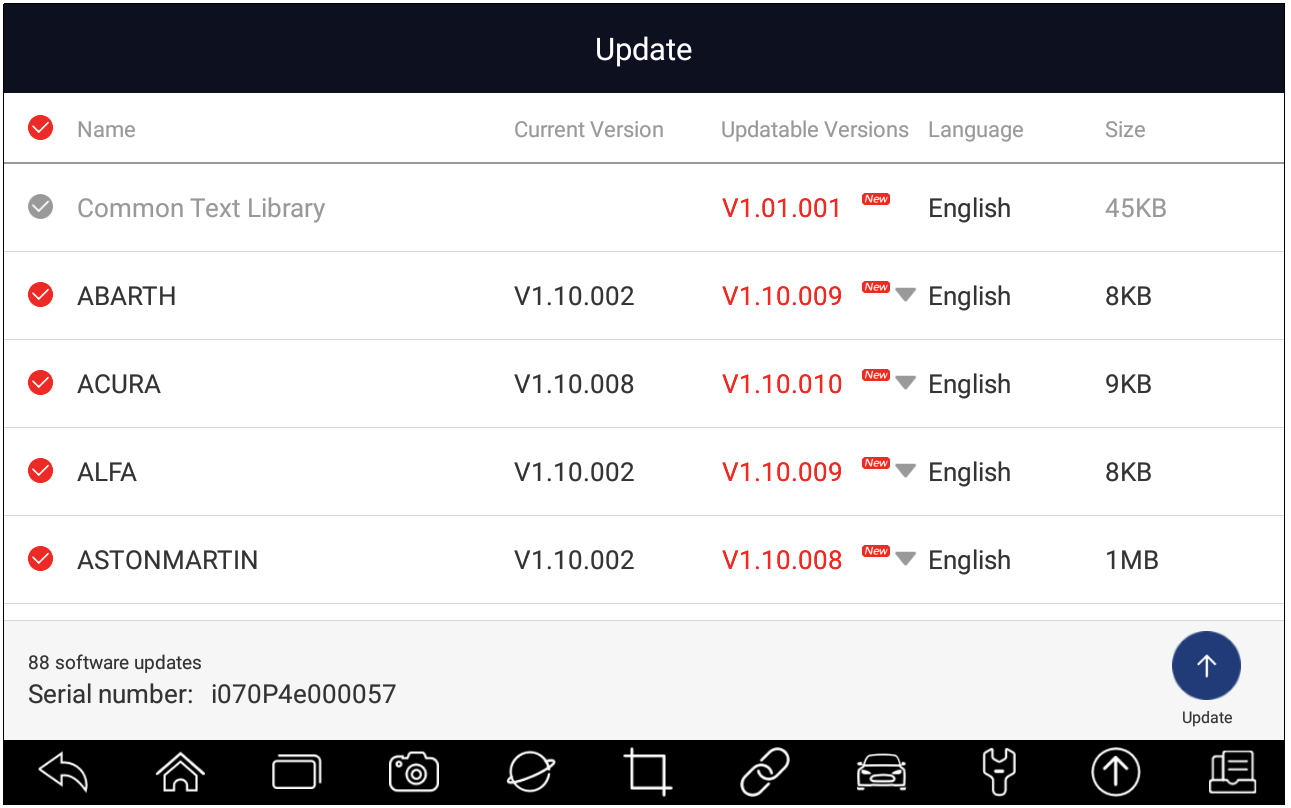 Update
Name Current Version Updatable Versions Language Size
Common Text Library V1.01.001 New English 45KB
ABARTH V1.10.002 V1.10.009 New English 8KB
ACURA V1.10.008 V1.10.010 New English 9KB
ALFA V1.10.002 V1.10.009 New English 8KB
ASTONMARTIN V1.10.002 V1.10.008 New English 1MB
88 software updates
Serial number: i070P4e000057
Update